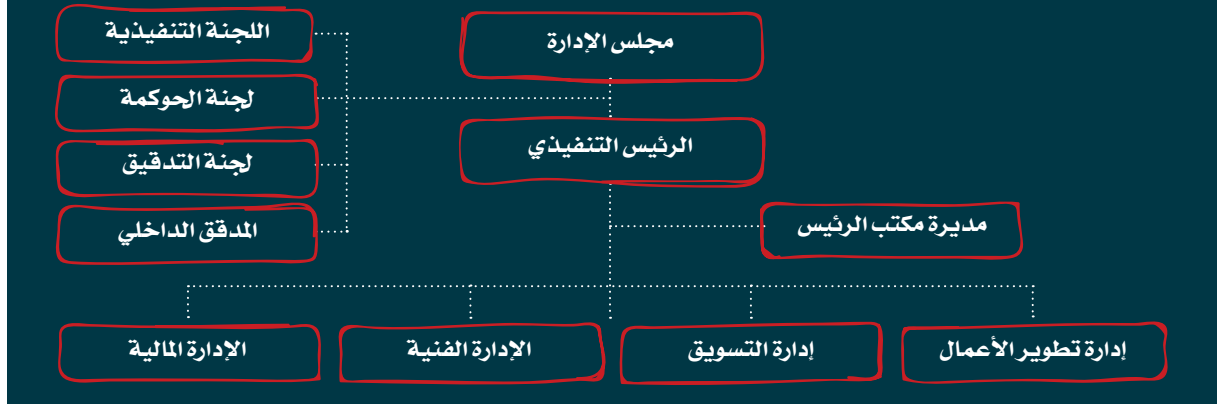 مجلس الإدارة
اللجنة التنفيذية
لجنة الحوكمة
لجنة التدقيق
المدقق الداخلي
الرئيس التنفيذي
مديرة مكتب الرئيس
إدارة تطوير الأعمال
إدارة التسويق
الإدارة الفنية
الإدارة المالية